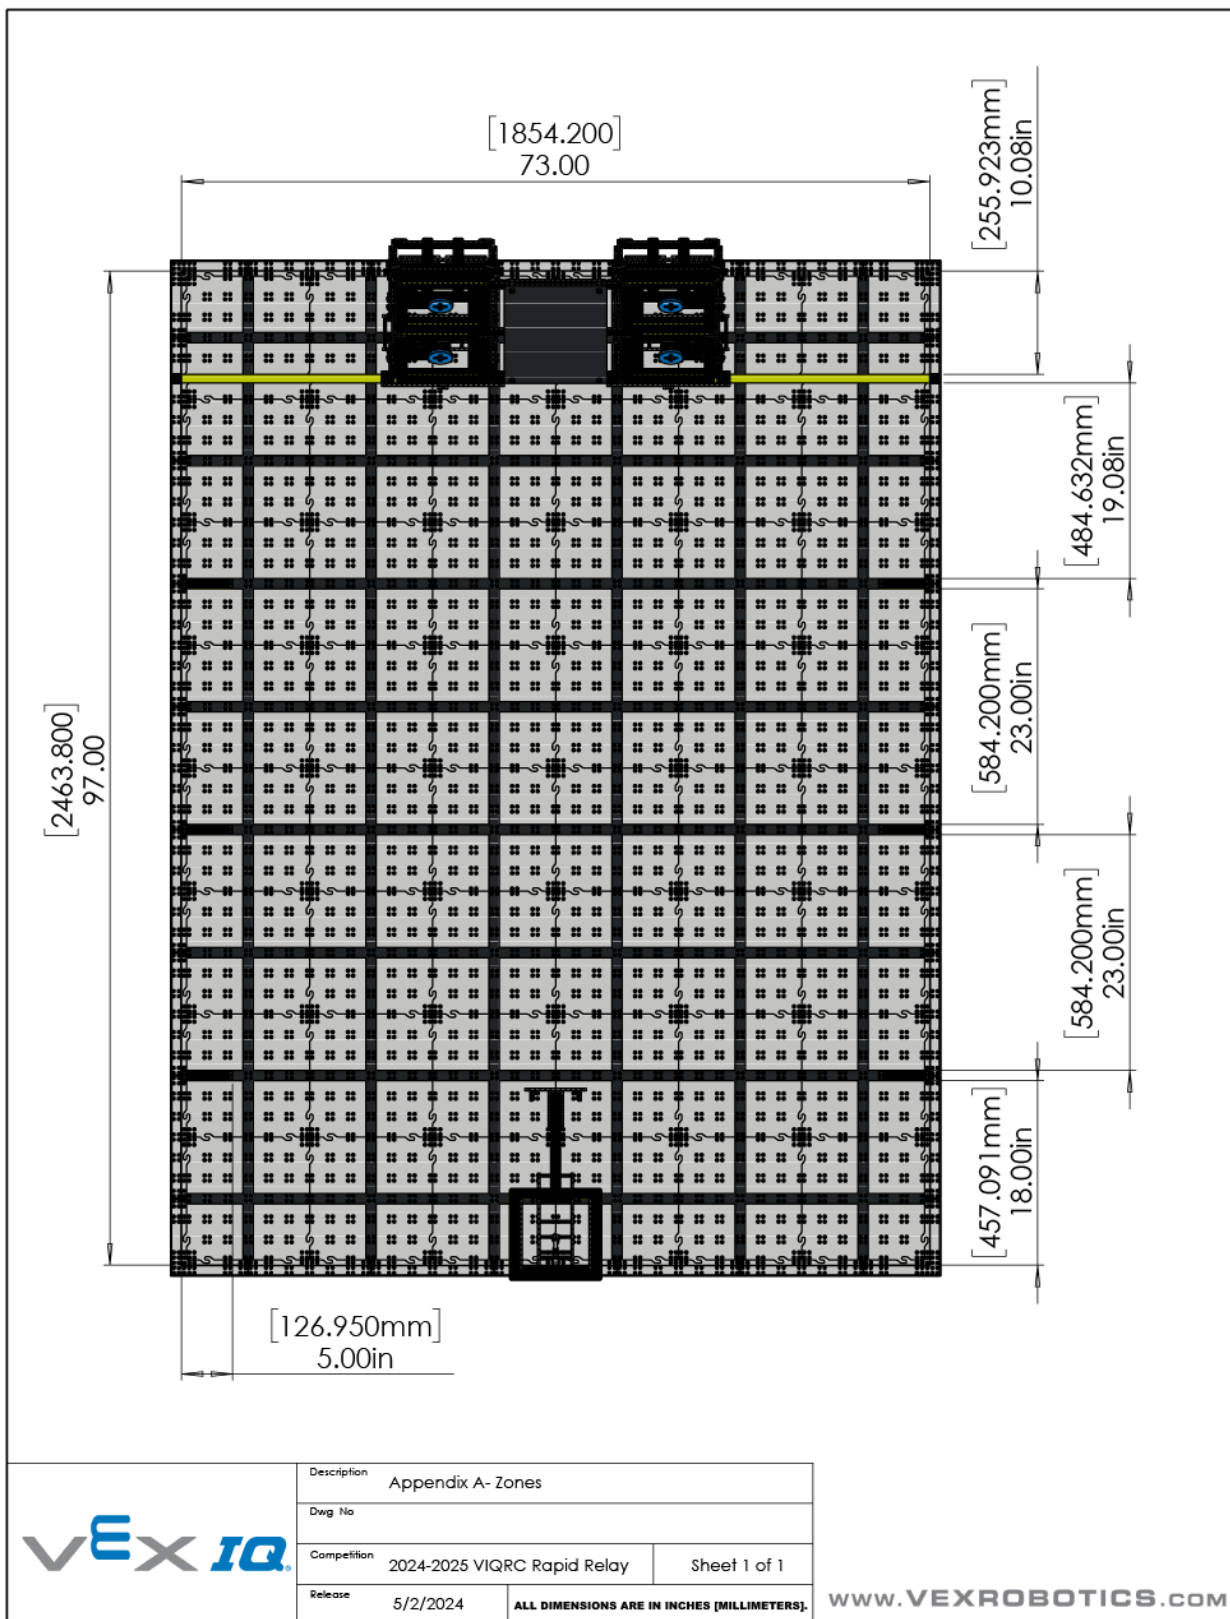 [1854.200]
73.00
[255.923mm]
10.08in
[484.632mm]
19.08in
[584.200mm]
23.00in
[2463.800]
97.00
[584.200mm]
23.00in
[457.091mm]
18.00in
[126.950mm]
5.00in
VEX IQ
Description Appendix A- Zones
Dwg No
Competition 2024-2025 VIQRC Rapid Relay Sheet 1 of 1
Release 5/2/2024 ALL DIMENSIONS ARE IN INCHES [MILLIMETERS].
www.VEXROBOTICS.com